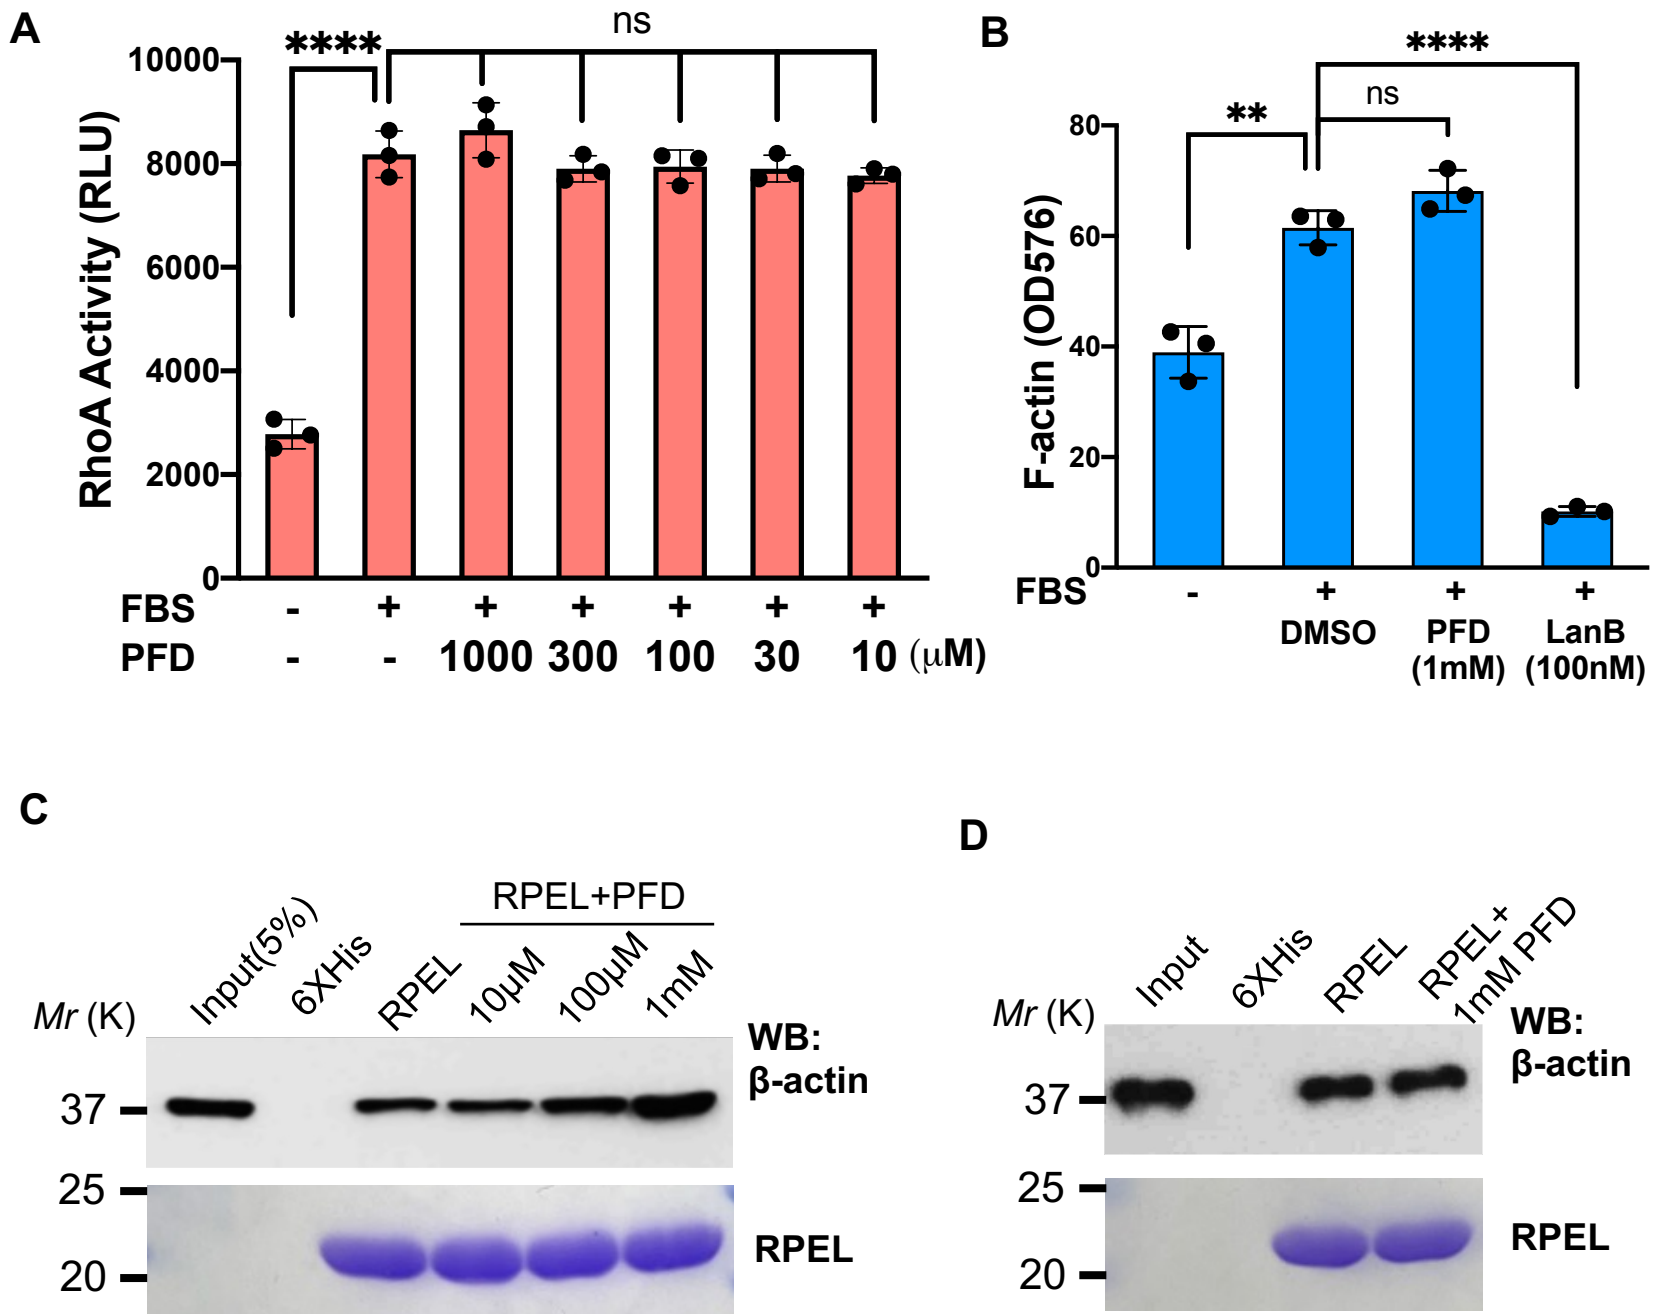 A
B
****
ns
10000
8000
6000
4000
2000
0
RhoA Activity (RLU)
FBS - + + + + + +
PFD - - 1000 300 100 30 10 (μM)
****
**
ns
80
60
40
20
0
F-actin (OD576)
FBS - + + +
DMSO PFD LanB
(1mM) (100nM)
C
RPEL+PFD
Input(5%) 6XHis RPEL 10μM 100μM 1mM
Mr (K)
WB:
β-actin
37
25
20
RPEL
D
Input 6XHis RPEL RPEL+
1mM PFD
Mr (K)
WB:
β-actin
37
25
20
RPEL